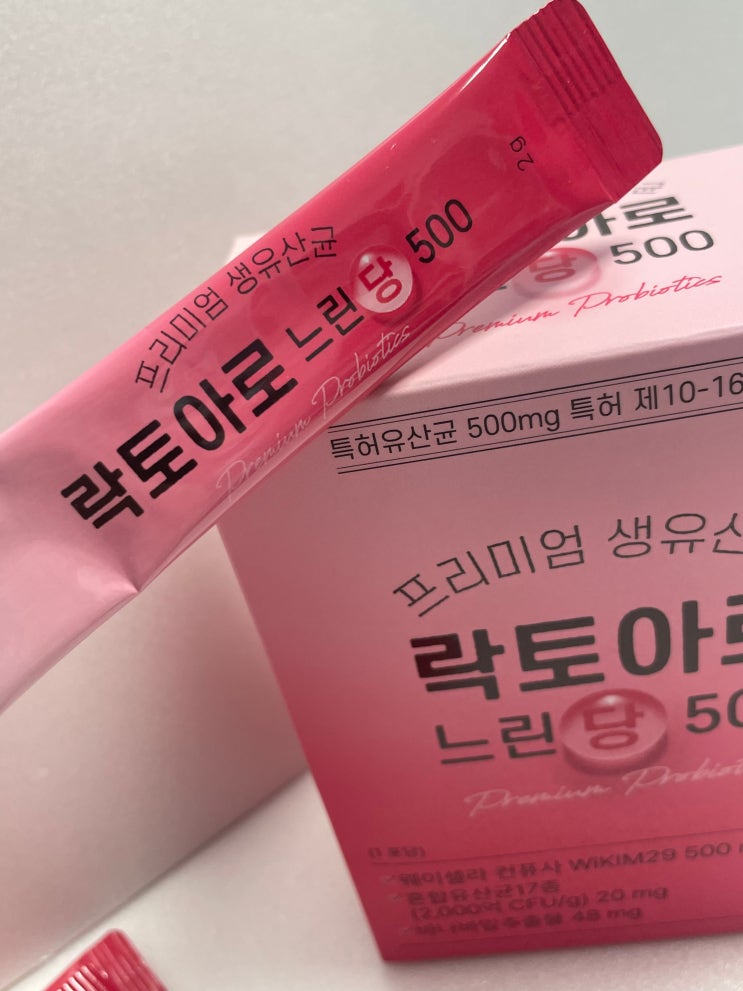 2g
프리미엄 생유산균
락토아로 느린당 500
Premium Probiotics
균
아로
당 500
Premium Probiotics
특허유산균 500mg 특허 제10-16
프리미엄 생유산
락토아로
느린당 50
Premium Probiot
(1 포당)
웨이셀라 컨퓨사 WiKIM29 500
혼합유산균17종
(2,000억 CFU/g) 20 mg
48 mg